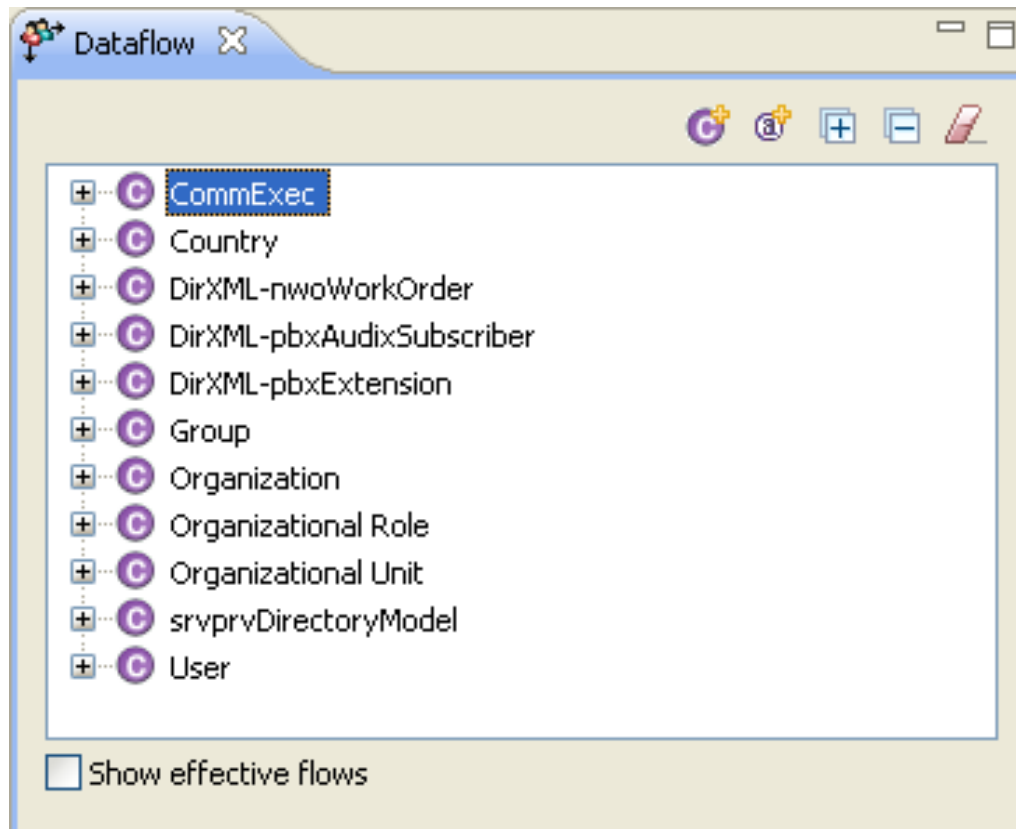 Dataflow
CommExec
Country
DirXML-nwoWorkOrder
DirXML-pbxAudixSubscriber
DirXML-pbxExtension
Group
Organization
Organizational Role
Organizational Unit
srvprvDirectoryModel
User
Show effective flows